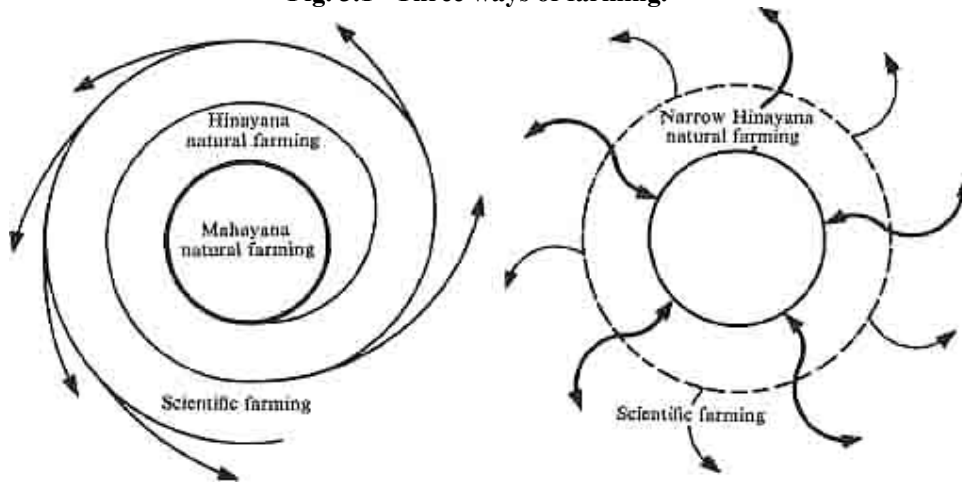 Fig. 3.1 Three ways of farming.
Hinayana
natural farming
Mahayana
natural farming
Scientific farming
Narrow Hinayana
natural farming
Scientific farming